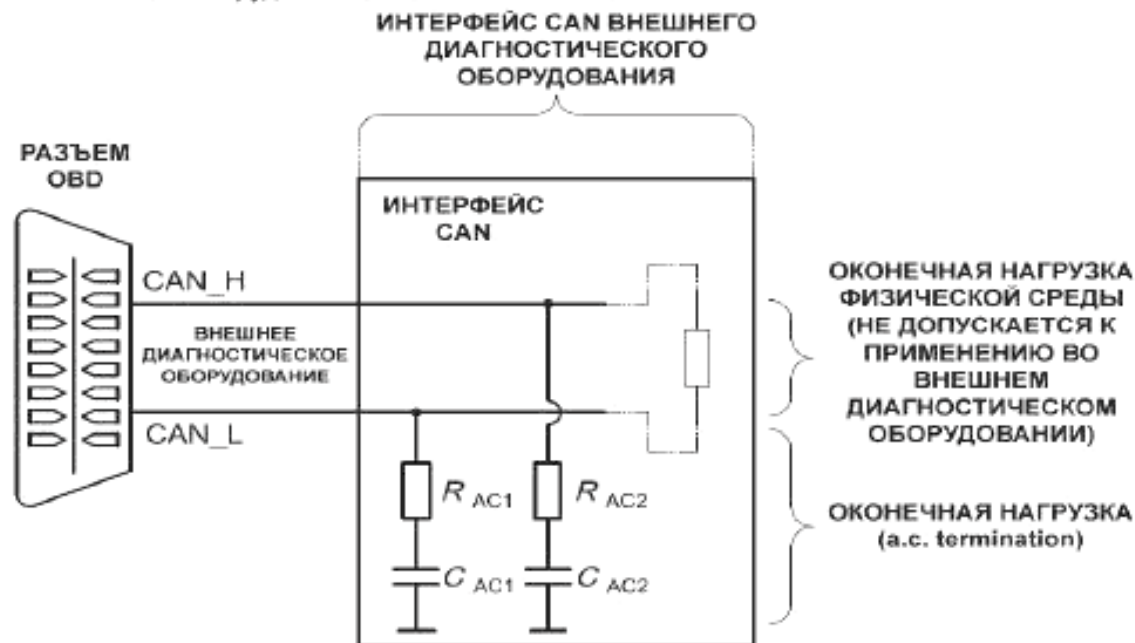 ИНТЕРФЕЙС CAN ВНЕШНЕГО
ДИАГНОСТИЧЕСКОГО
ОБОРУДОВАНИЯ
РАЗЪЕМ
OBD
ИНТЕРФЕЙС
CAN
CAN_H
ВНЕШНЕЕ
ДИАГНОСТИЧЕСКОЕ
ОБОРУДОВАНИЕ
CAN_L
ОКОНЕЧНАЯ НАГРУЗКА
ФИЗИЧЕСКОЙ СРЕДЫ
(НЕ ДОПУСКАЕТСЯ К
ПРИМЕНЕНИЮ ВО
ВНЕШНЕМ
ДИАГНОСТИЧЕСКОМ
ОБОРУДОВАНИИ)
R AC1
R AC2
ОКОНЕЧНАЯ НАГРУЗКА
(a.c. termination)
C AC1
C AC2